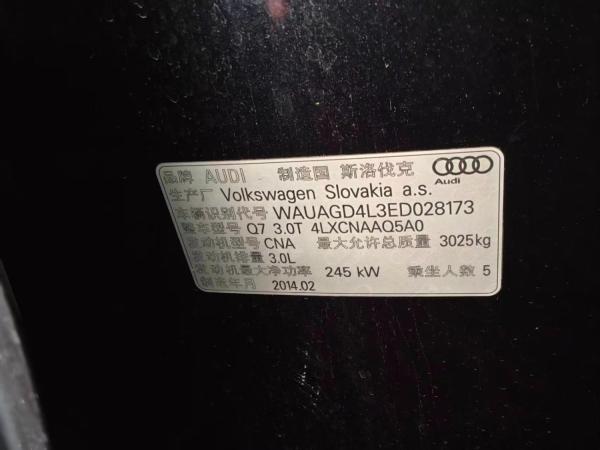 品牌 AUDI 制造国 斯洛伐克
Audi
生产厂 Volkswagen Slovakia a.s.
车辆识别代号 WAUAGD4L3ED028173
整车型号 Q7 3.0T 4LXCNAAQ5A0
发动机型号 CNA 最大允许总质量 3025kg
发动机排量 3.0L
发动机最大净功率 245 kW 乘坐人数 5
制造年月 2014.02